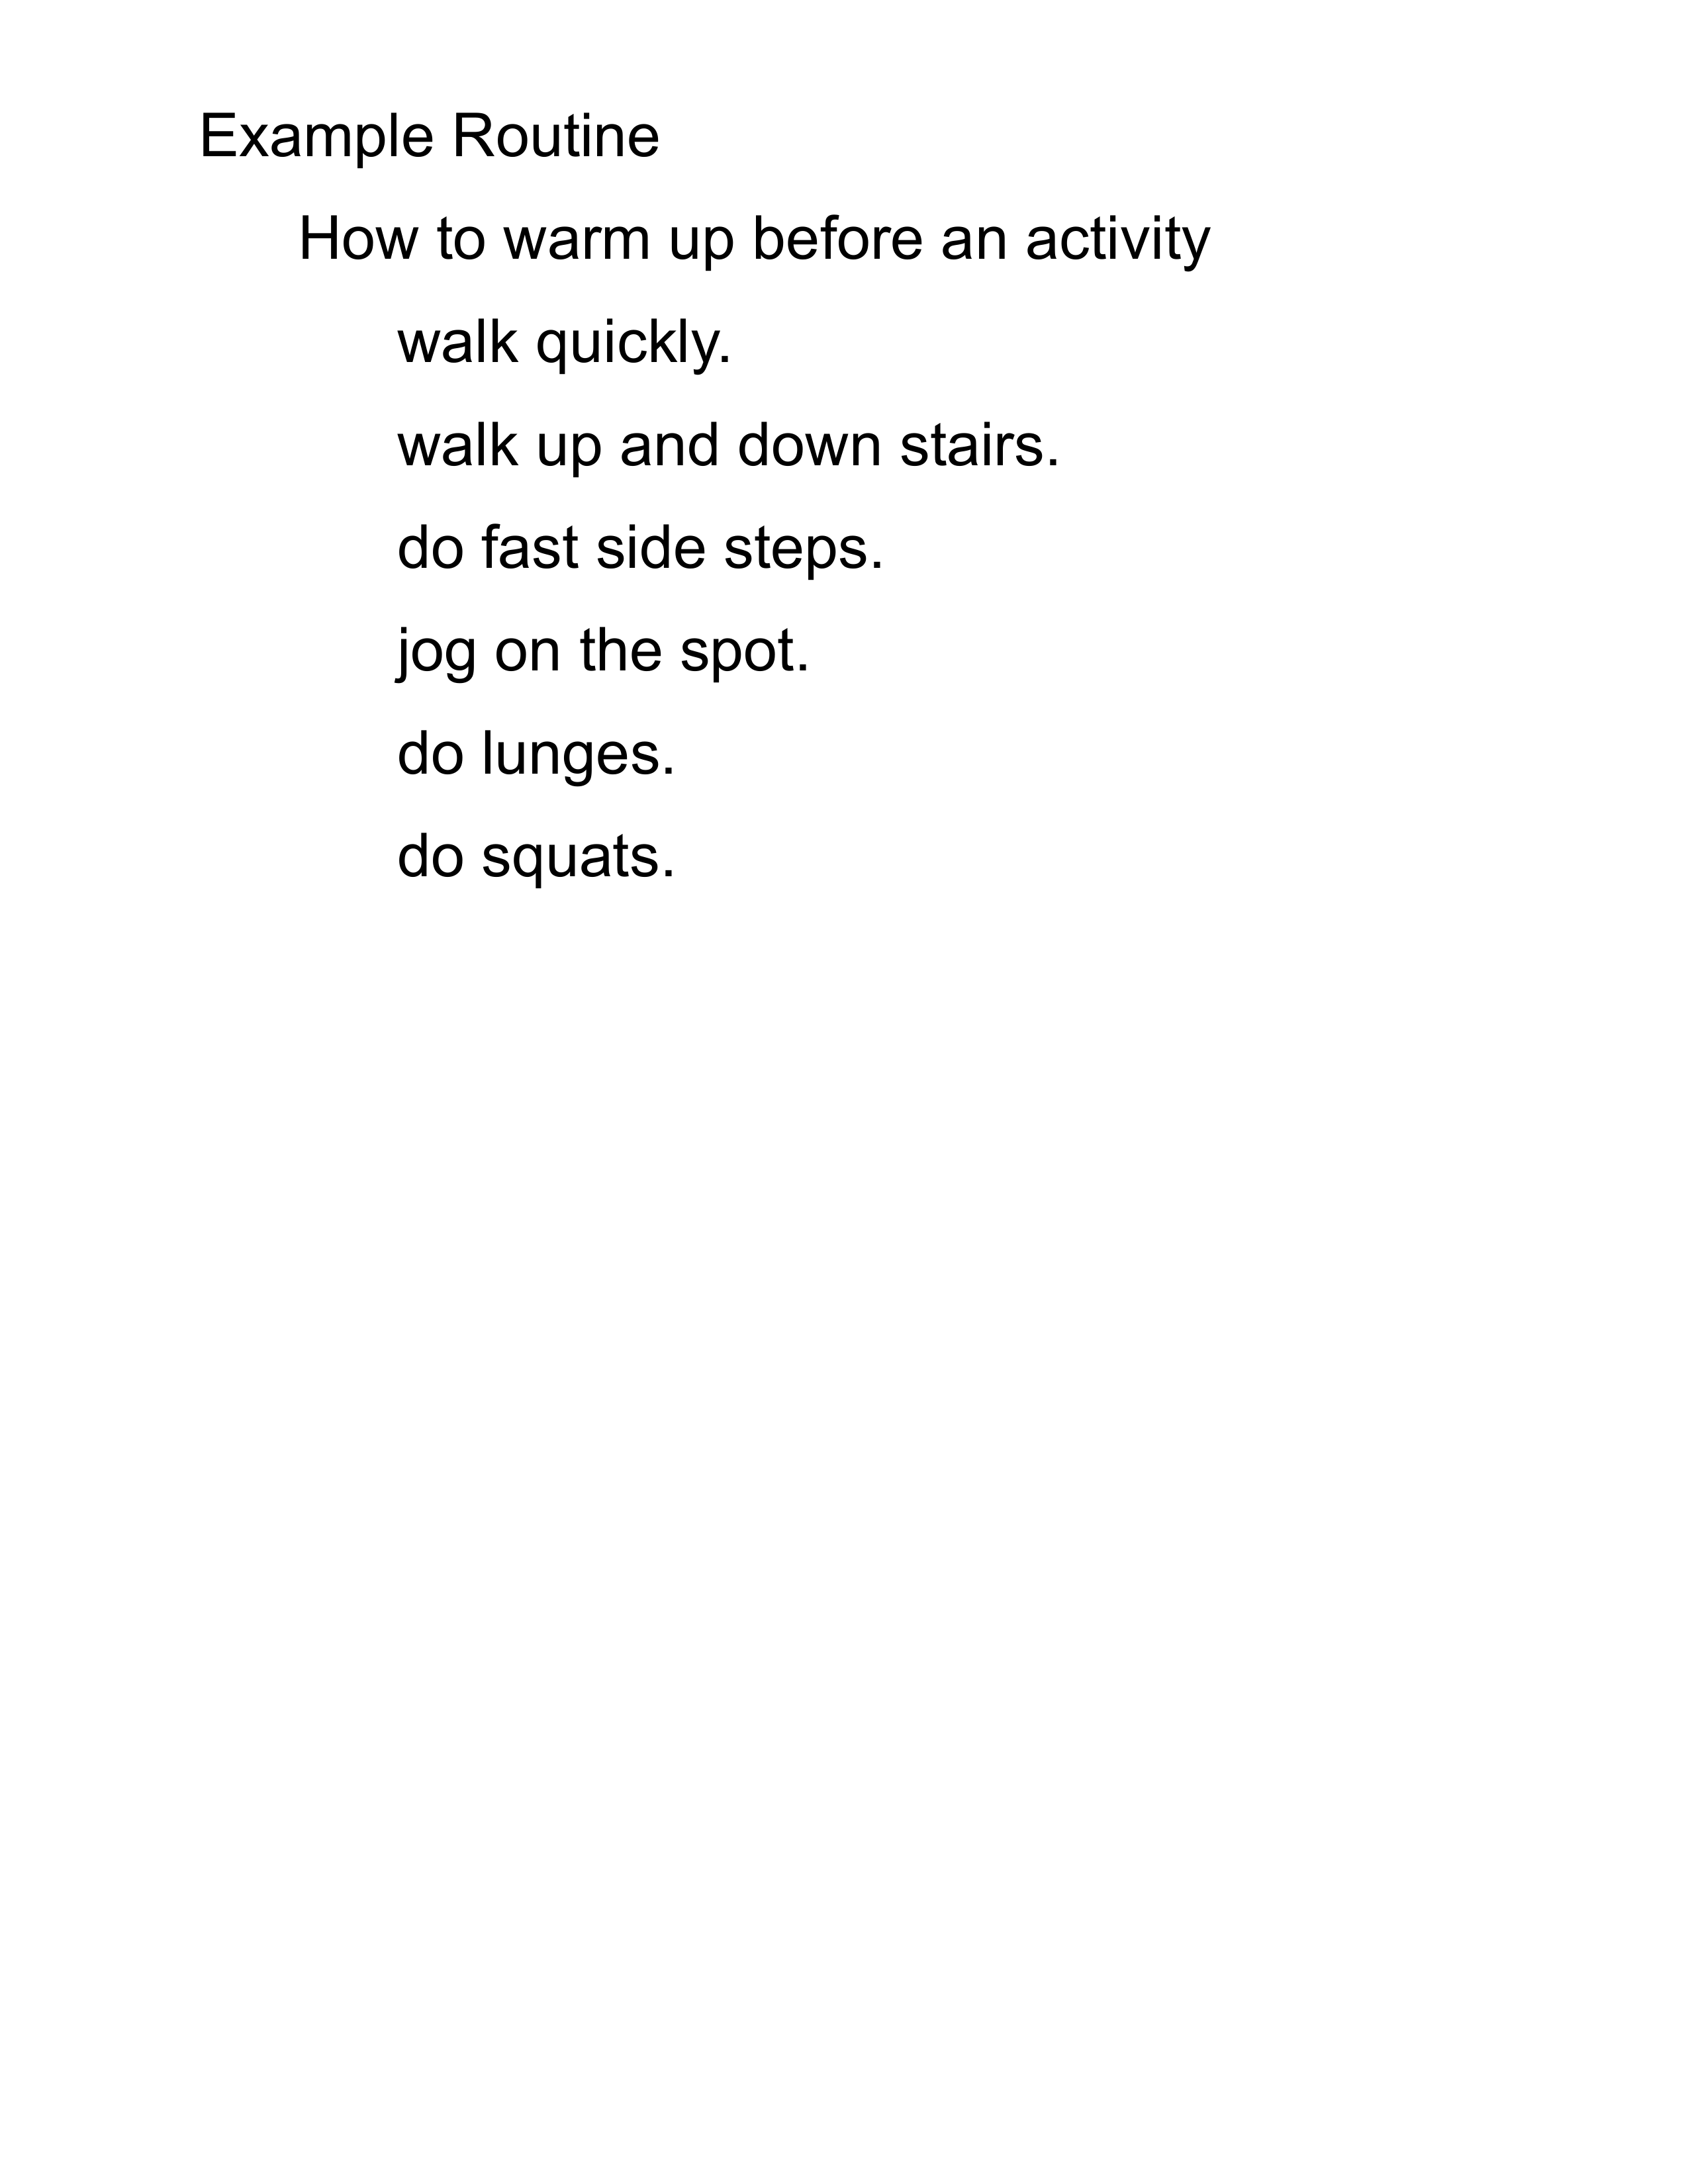 Example Routine
How to warm up before an activity
walk quickly.
walk up and down stairs.
do fast side steps.
jog on the spot.
do lunges.
do squats.